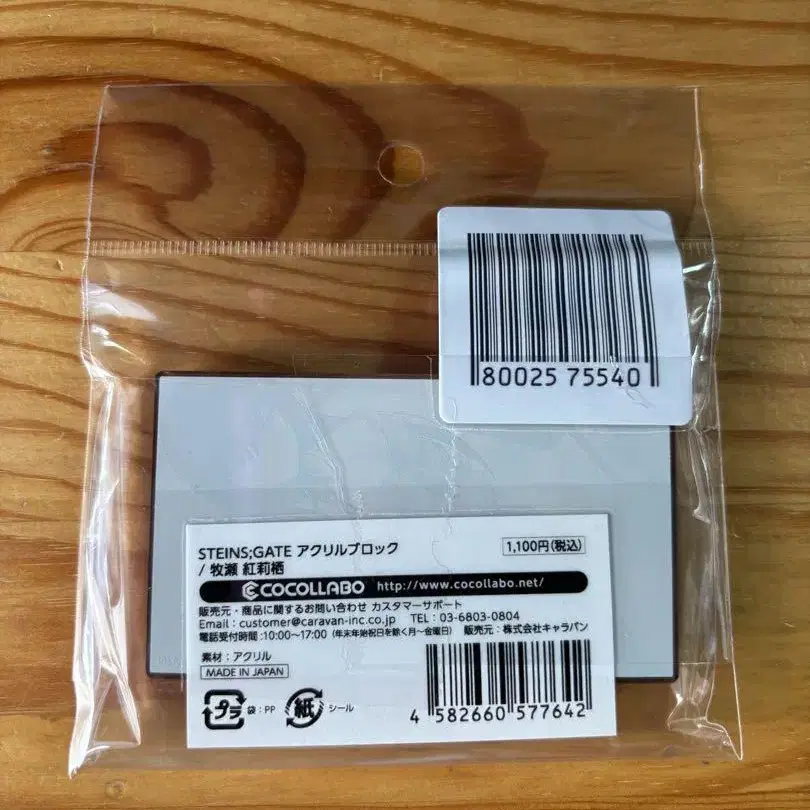 80025 75540
STEINS;GATE アクリルブロック
/ 牧瀬 紅莉栖
1,100円(税込)
COCOLLABO http://www.cocollabo.net/
販売元・商品に関するお問い合わせ カスタマーサポート
Email : customer@caravan-inc.co.jp TEL : 03-6803-0804
電話受付時間 :10:00～17:00 (年末年始祝日を除く月～金曜日) 販売元 : 株式会社キャラバン
素材 : アクリル
MADE IN JAPAN
プラ 袋 : PP 紙 シール
4 582660 577642